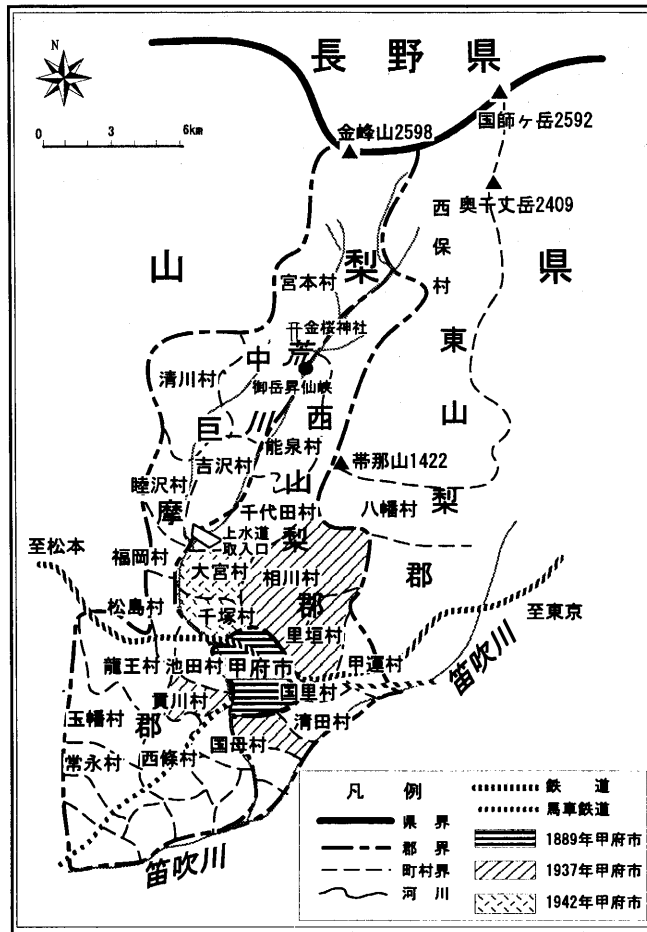 長野県
N
0 3 6km
金峰山2598
国師ヶ岳2592
奥千丈岳2409
西保村
山梨県
宮本村
金桜神社
荒川
御岳昇仙峡
中巨摩郡
清川村
西山梨郡
東山梨郡
能泉村
吉沢村
帯那山1422
睦沢村
千代田村
八幡村
上水道
取入口
至松本
福岡村
大宮村
相川村
松島村
千塚村
里垣村
至東京
龍王村
池田村
甲府市
甲運村
笛吹川
貢川村
国里村
玉幡村
清田村
国母村
常永村
西條村
笛吹川
凡例
県界
郡界
町村界
河川
鉄道
馬車鉄道
1889年甲府市
1937年甲府市
1942年甲府市